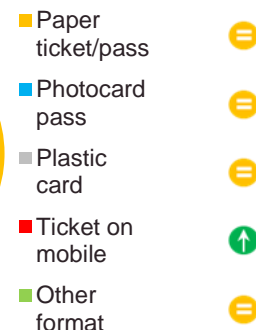 Paper
ticket/pass
Photocard
pass
Plastic
card
Ticket on
mobile
Other
format